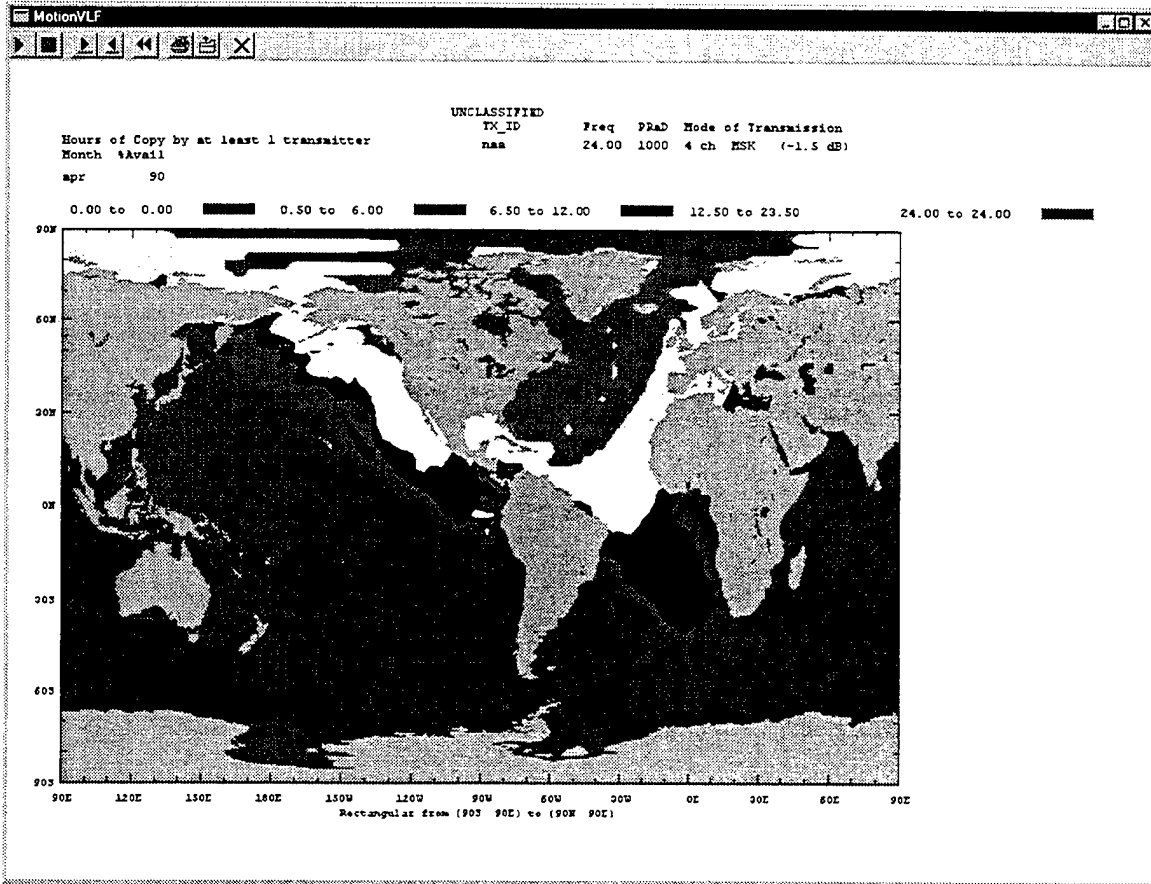 MotionVLF
UNCLASSIFIED
TX_ID Freq PRaD Mode of Transmission
Hours of Copy by at least 1 transmitter
naa 24.00 1000 4 ch MSK (-1.5 dB)
Month %Avail
apr 90
0.00 to 0.00 0.50 to 6.00 6.50 to 12.00 12.50 to 23.50 24.00 to 24.00
90N
60N
30N
0N
30S
60S
90S
90E 120E 150E 180E 150W 120W 90W 60W 30W 0E 30E 60E 90E
Rectangular from (90S 90E) to (90N 90E)